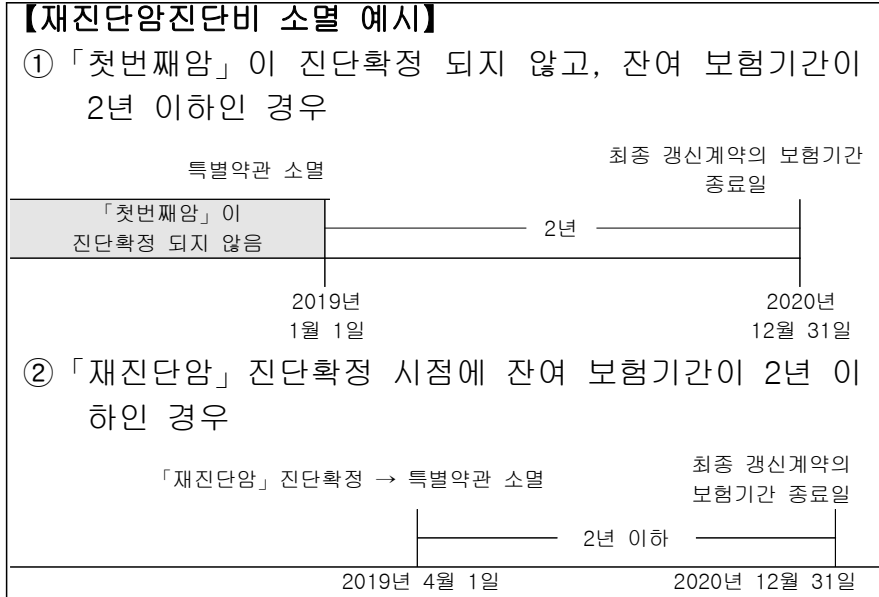 【재진단암진단비 소멸 예시】
①「첫번째암」이 진단확정 되지 않고, 잔여 보험기간이
2년 이하인 경우
특별약관 소멸
최종 갱신계약의 보험기간
종료일
「첫번째암」이
진단확정 되지 않음
2년
2019년
1월 1일
2020년
12월 31일
②「재진단암」진단확정 시점에 잔여 보험기간이 2년 이
하인 경우
「재진단암」진단확정 → 특별약관 소멸
최종 갱신계약의
보험기간 종료일
2년 이하
2019년 4월 1일
2020년 12월 31일